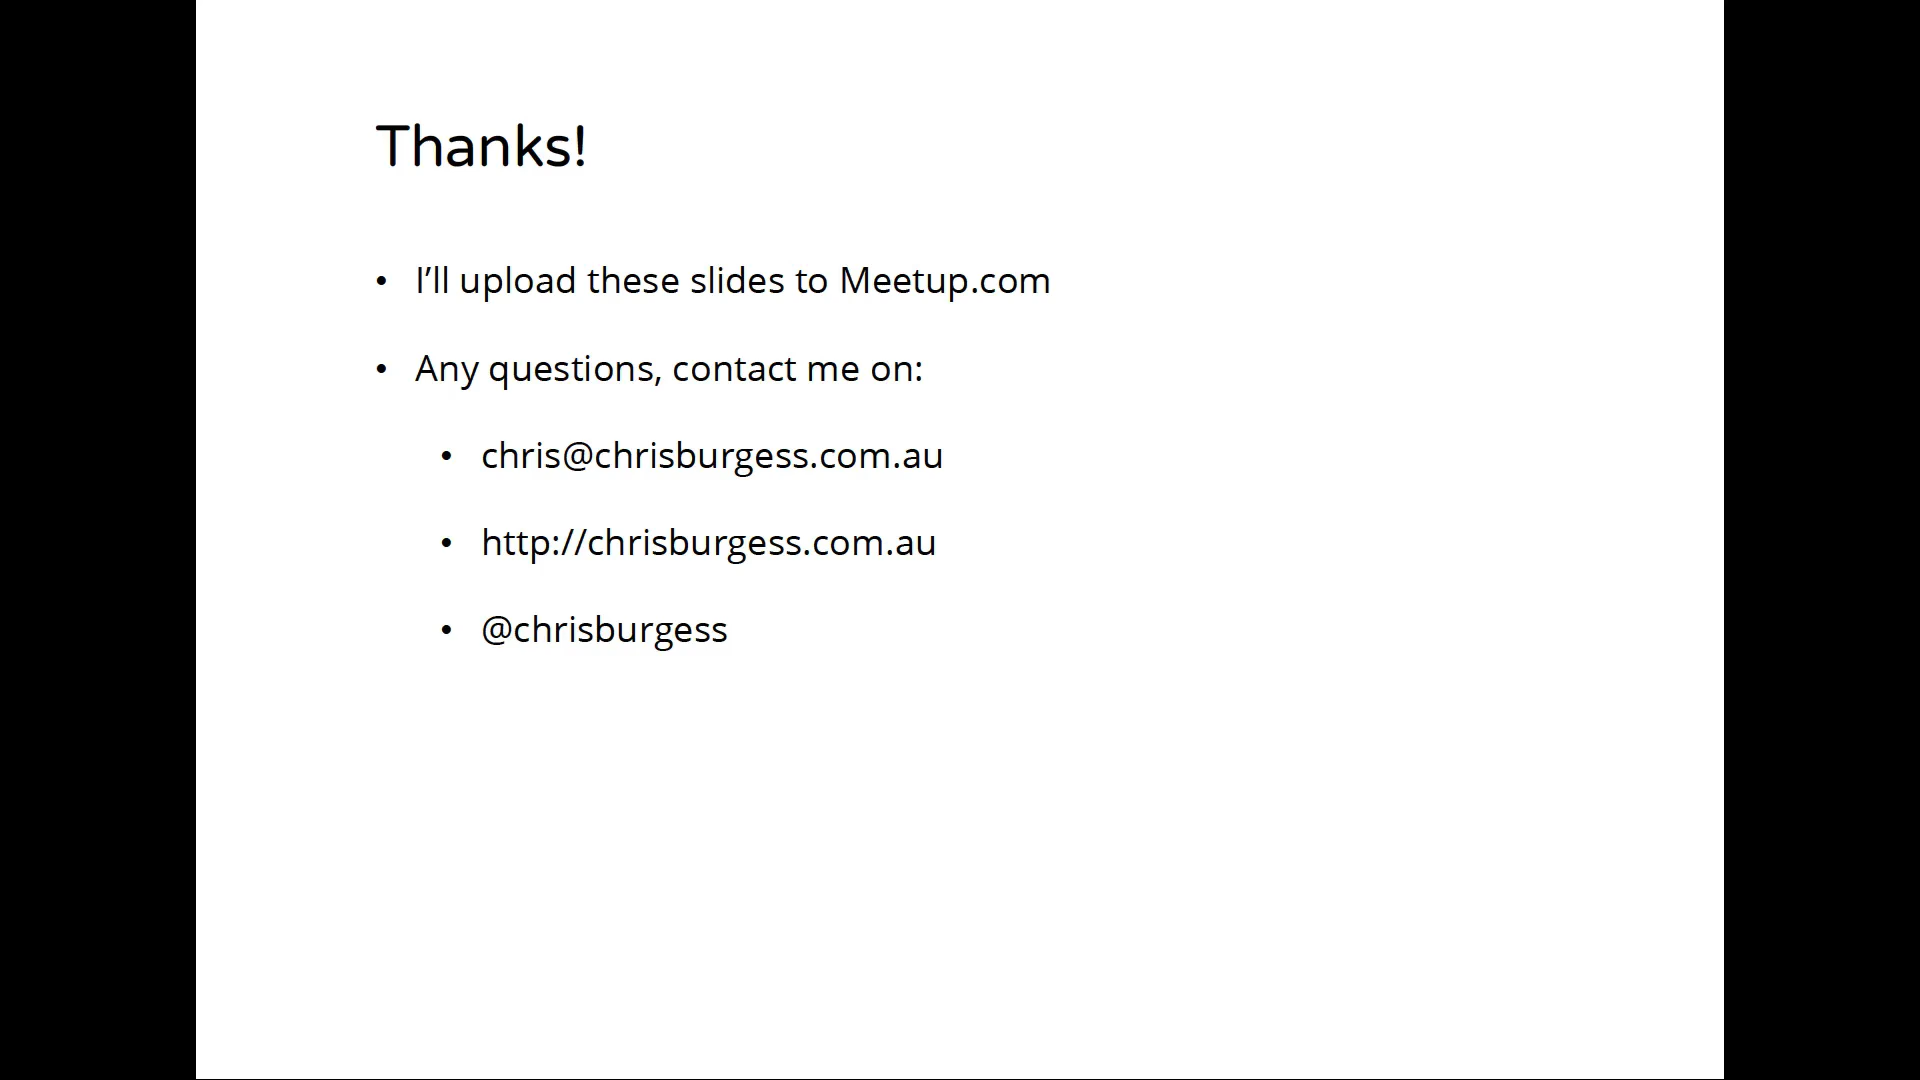 Thanks!
• I’ll upload these slides to Meetup.com
• Any questions, contact me on:
• chris@chrisburgess.com.au
• http://chrisburgess.com.au
• @chrisburgess